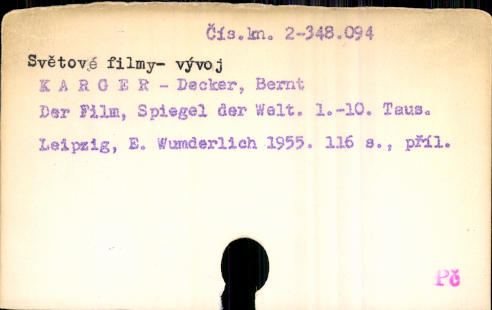 Čís.kn. 2-348.094
Světové filmy- vývoj
K A R G E R - Decker, Bernt
Der Film, Spiegel der Welt. 1.-10. Taus.
Leipzig, E. Wunderlich 1955. 116 s., příl.
Pč